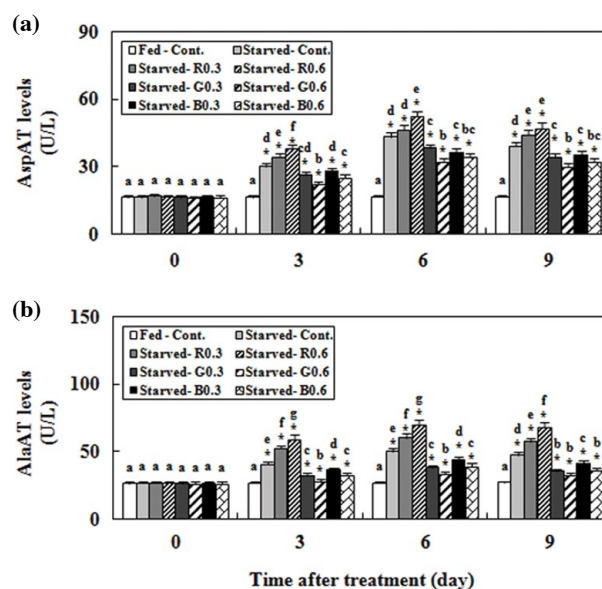 (a)
90
60
30
0
AspAT levels
(U/L)
Fed - Cont. Starved- Cont.
Starved- R0.3 Starved- R0.6
Starved- G0.3 Starved- G0.6
Starved- B0.3 Starved- B0.6
a a a a a a a a
a d* e* f* cd* b* d* c*
a d* d* e* c* b* c* bc*
a d* e* e* c* b* c* bc*
0 3 6 9
(b)
150
100
50
0
AlaAT levels
(U/L)
Fed - Cont. Starved- Cont.
Starved- R0.3 Starved- R0.6
Starved- G0.3 Starved- G0.6
Starved- B0.3 Starved- B0.6
a a a a a a a a
a e* f* g* c* b* d* c*
a e* f* g* c* b* d* c*
a d* e* f* b* b* c* b*
0 3 6 9
Time after treatment (day)